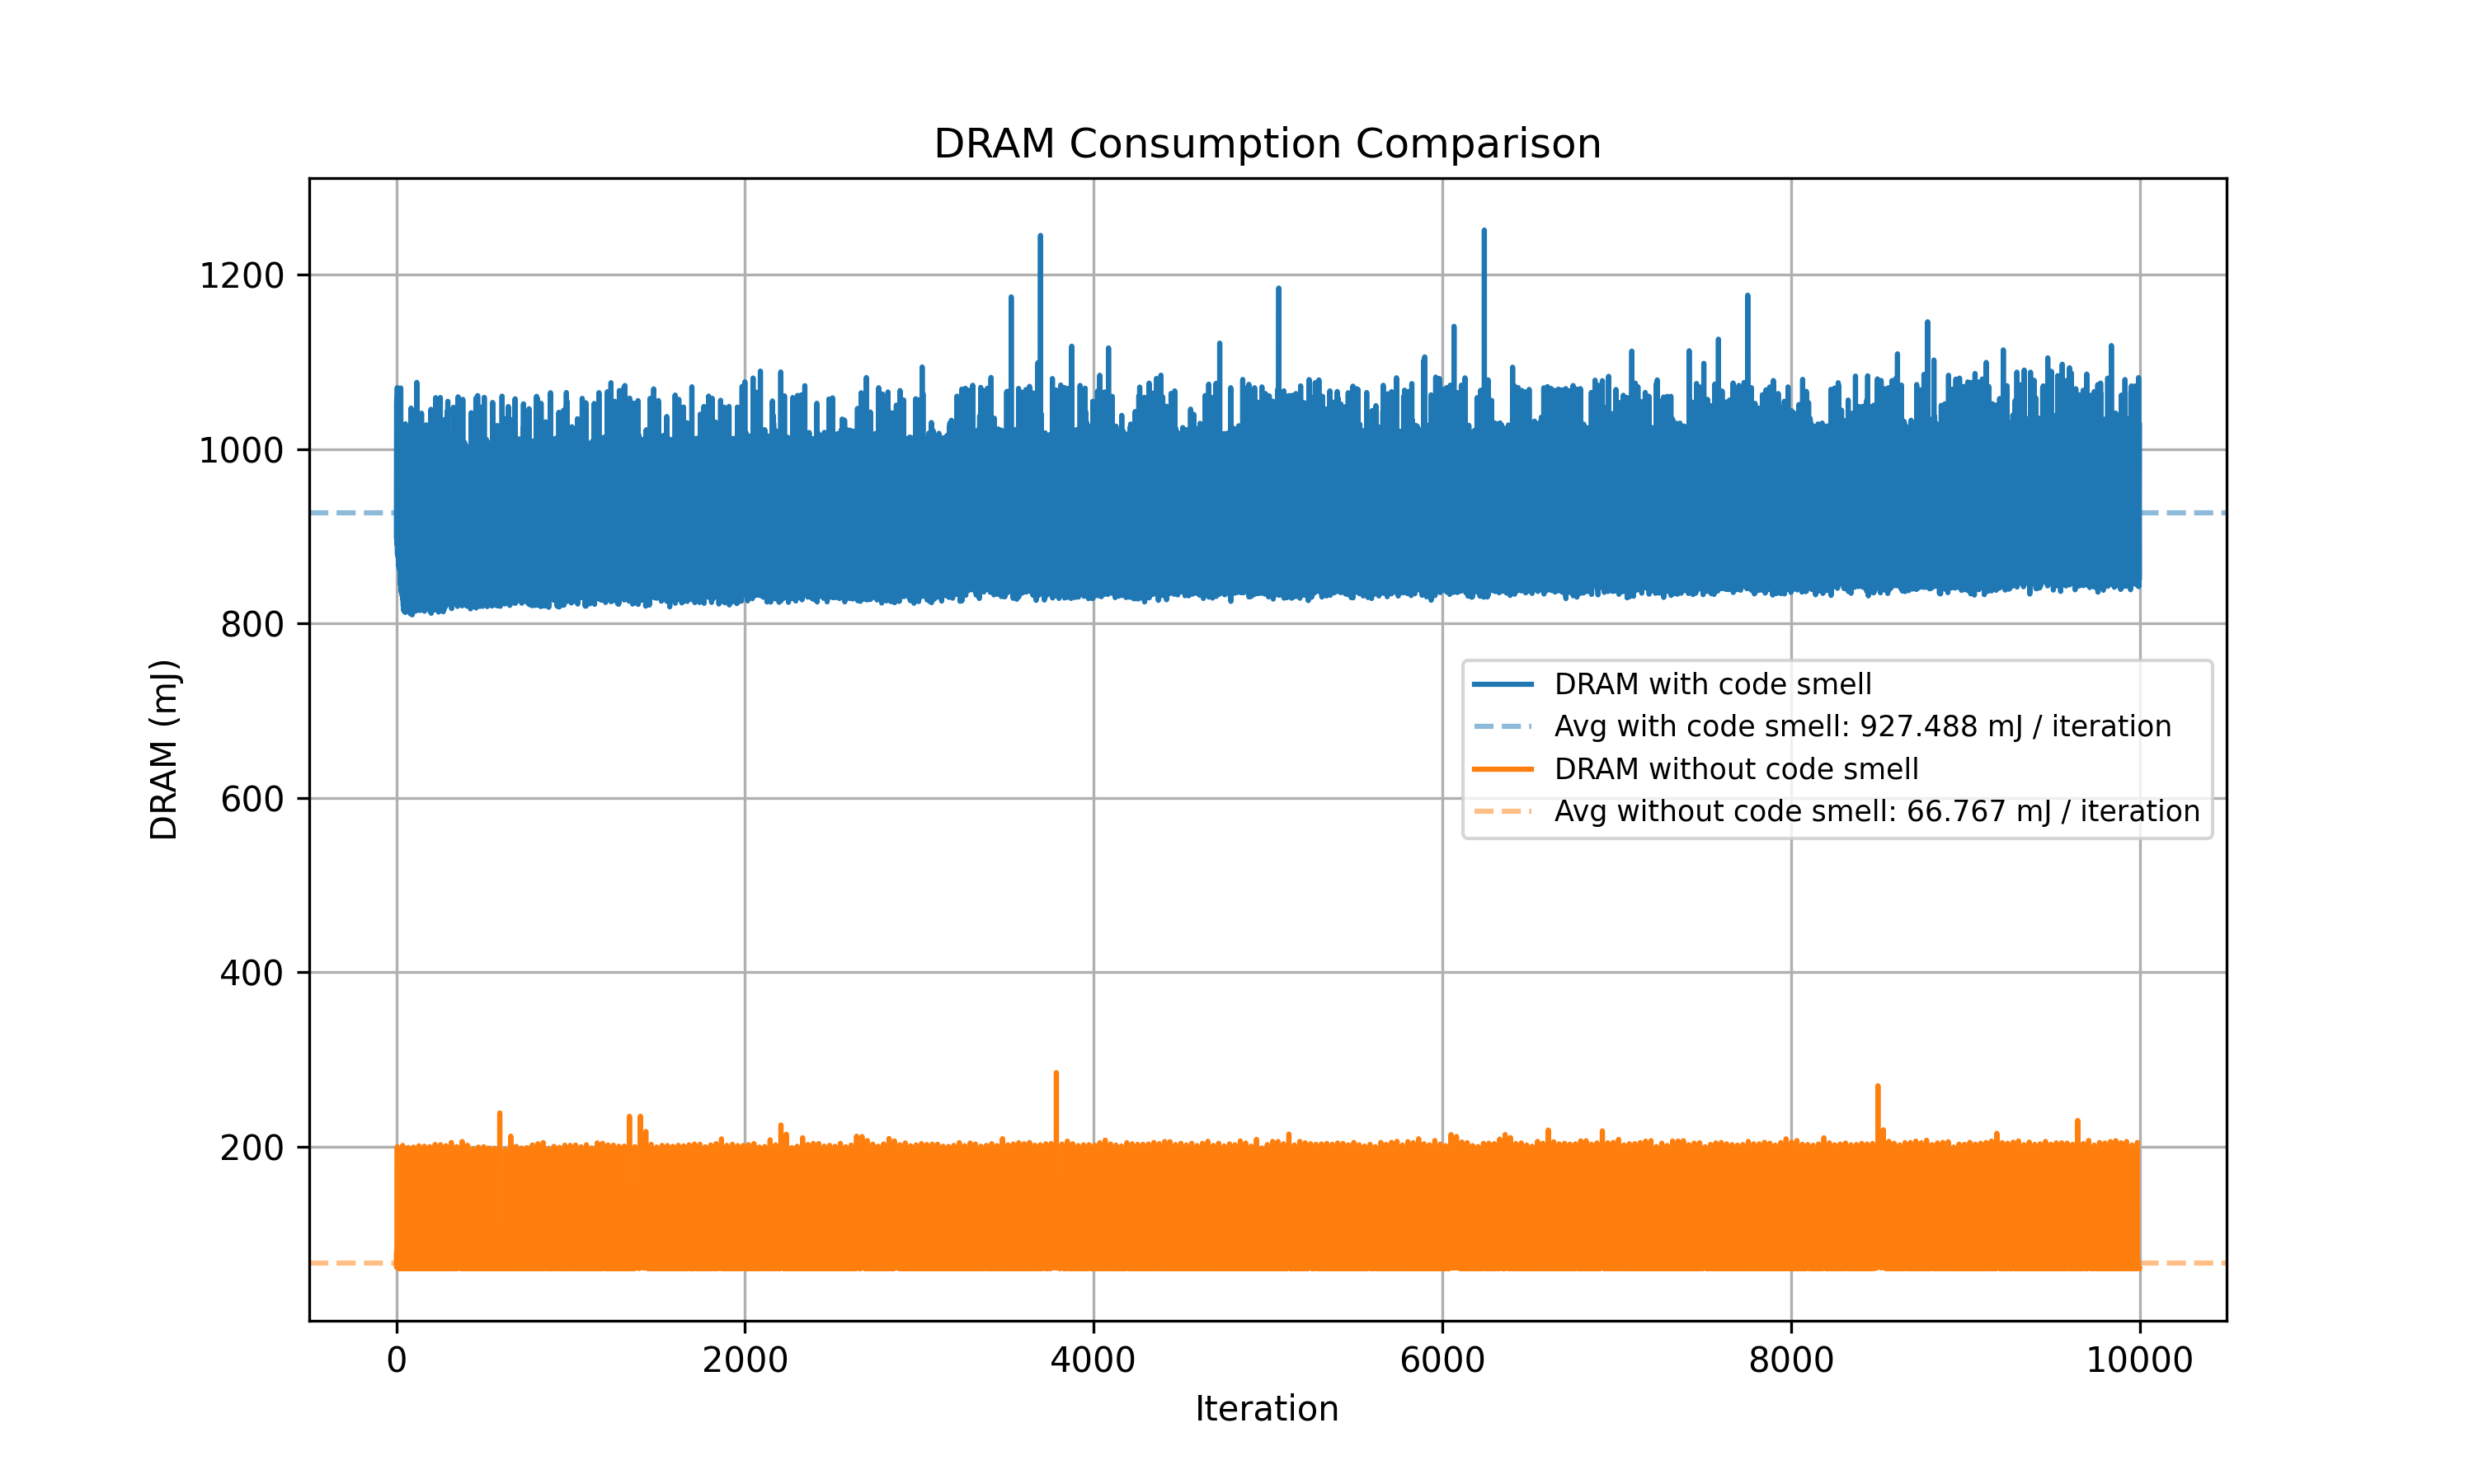 DRAM Consumption Comparison
1200
1000
800
600
400
200
DRAM (mJ)
DRAM with code smell
Avg with code smell: 927.488 mJ / iteration
DRAM without code smell
Avg without code smell: 66.767 mJ / iteration
0 2000 4000 6000 8000 10000
Iteration